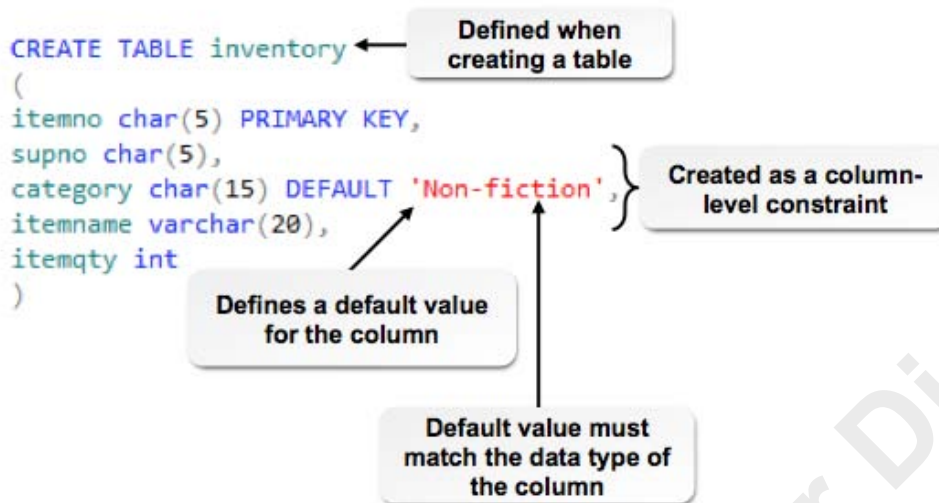 CREATE TABLE inventory
(
itemno char(5) PRIMARY KEY,
supno char(5),
category char(15) DEFAULT 'Non-fiction',
itemname varchar(20),
itemqty int
)
Defined when
creating a table
Created as a column-
level constraint
Defines a default value
for the column
Default value must
match the data type of
the column